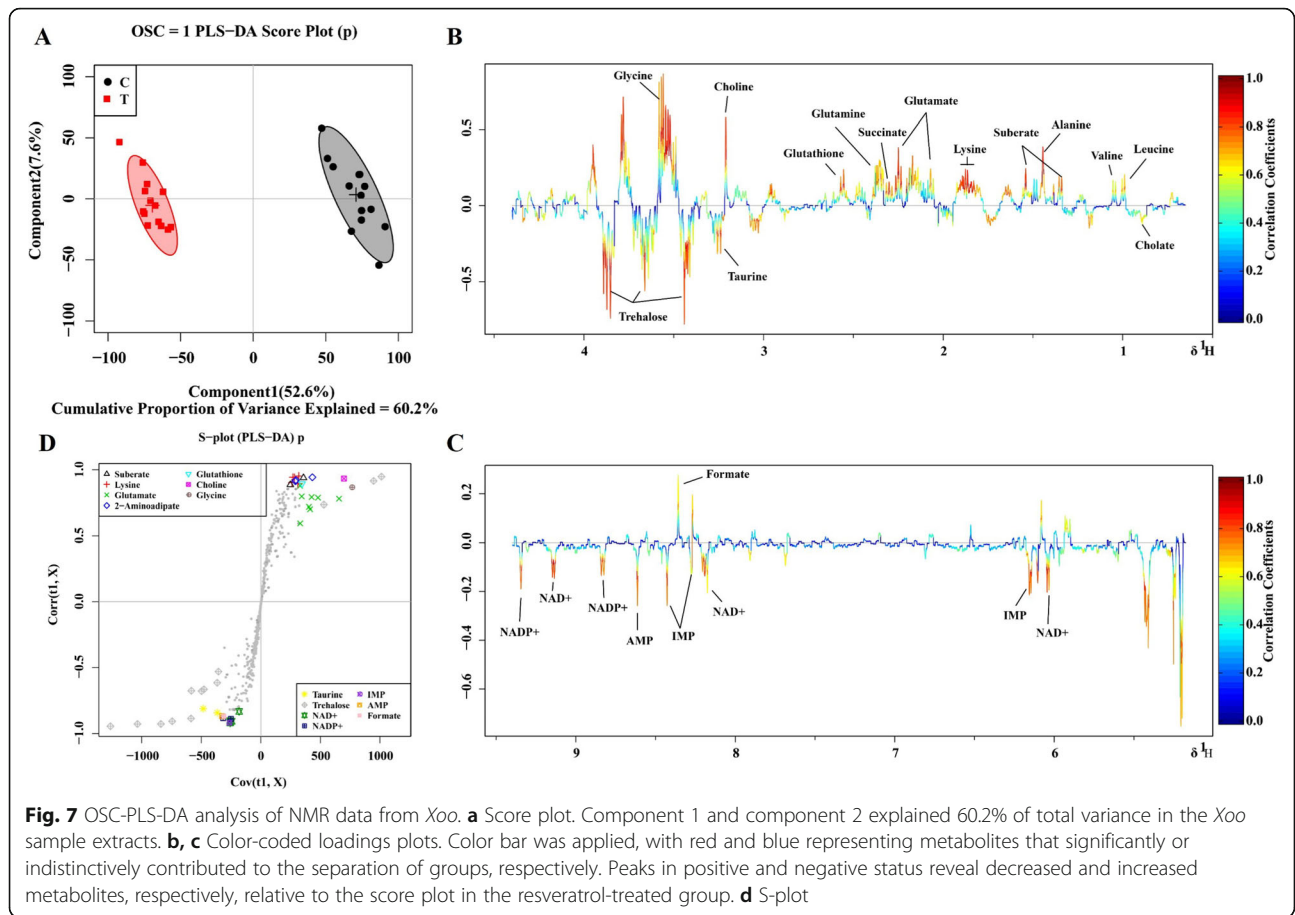 A
OSC = 1 PLS−DA Score Plot (p)
C
T
Component2(7.6%)
100
50
0
−50
−100
−100
−50
0
50
100
Component1(52.6%)
Cumulative Proportion of Variance Explained = 60.2%
B
Glycine
Choline
Glutamine
Glutamate
Succinate
Glutathione
Lysine
Suberate
Alanine
Valine
Leucine
Cholate
Taurine
Trehalose
0.5
0.0
−0.5
4
3
2
1
δ ¹H
1.0
0.8
0.6
0.4
0.2
0.0
Correlation Coefficients
D
S−plot (PLS−DA) p
Suberate
Lysine
Glutamate
2−Aminoadipate
Glutathione
Choline
Glycine
Taurine
Trehalose
NAD+
NADP+
IMP
AMP
Formate
Corr(t1, X)
1.0
0.5
0.0
−0.5
−1.0
−1000
−500
0
500
1000
Cov(t1, X)
C
Formate
NADP+
NAD+
NADP+
AMP
IMP
NAD+
IMP
NAD+
0.2
0.0
−0.2
−0.4
−0.6
9
8
7
6
δ ¹H
1.0
0.8
0.6
0.4
0.2
0.0
Correlation Coefficients
Fig. 7 OSC-PLS-DA analysis of NMR data from Xoo. a Score plot. Component 1 and component 2 explained 60.2% of total variance in the Xoo
sample extracts. b, c Color-coded loadings plots. Color bar was applied, with red and blue representing metabolites that significantly or
indistinctively contributed to the separation of groups, respectively. Peaks in positive and negative status reveal decreased and increased
metabolites, respectively, relative to the score plot in the resveratrol-treated group. d S-plot